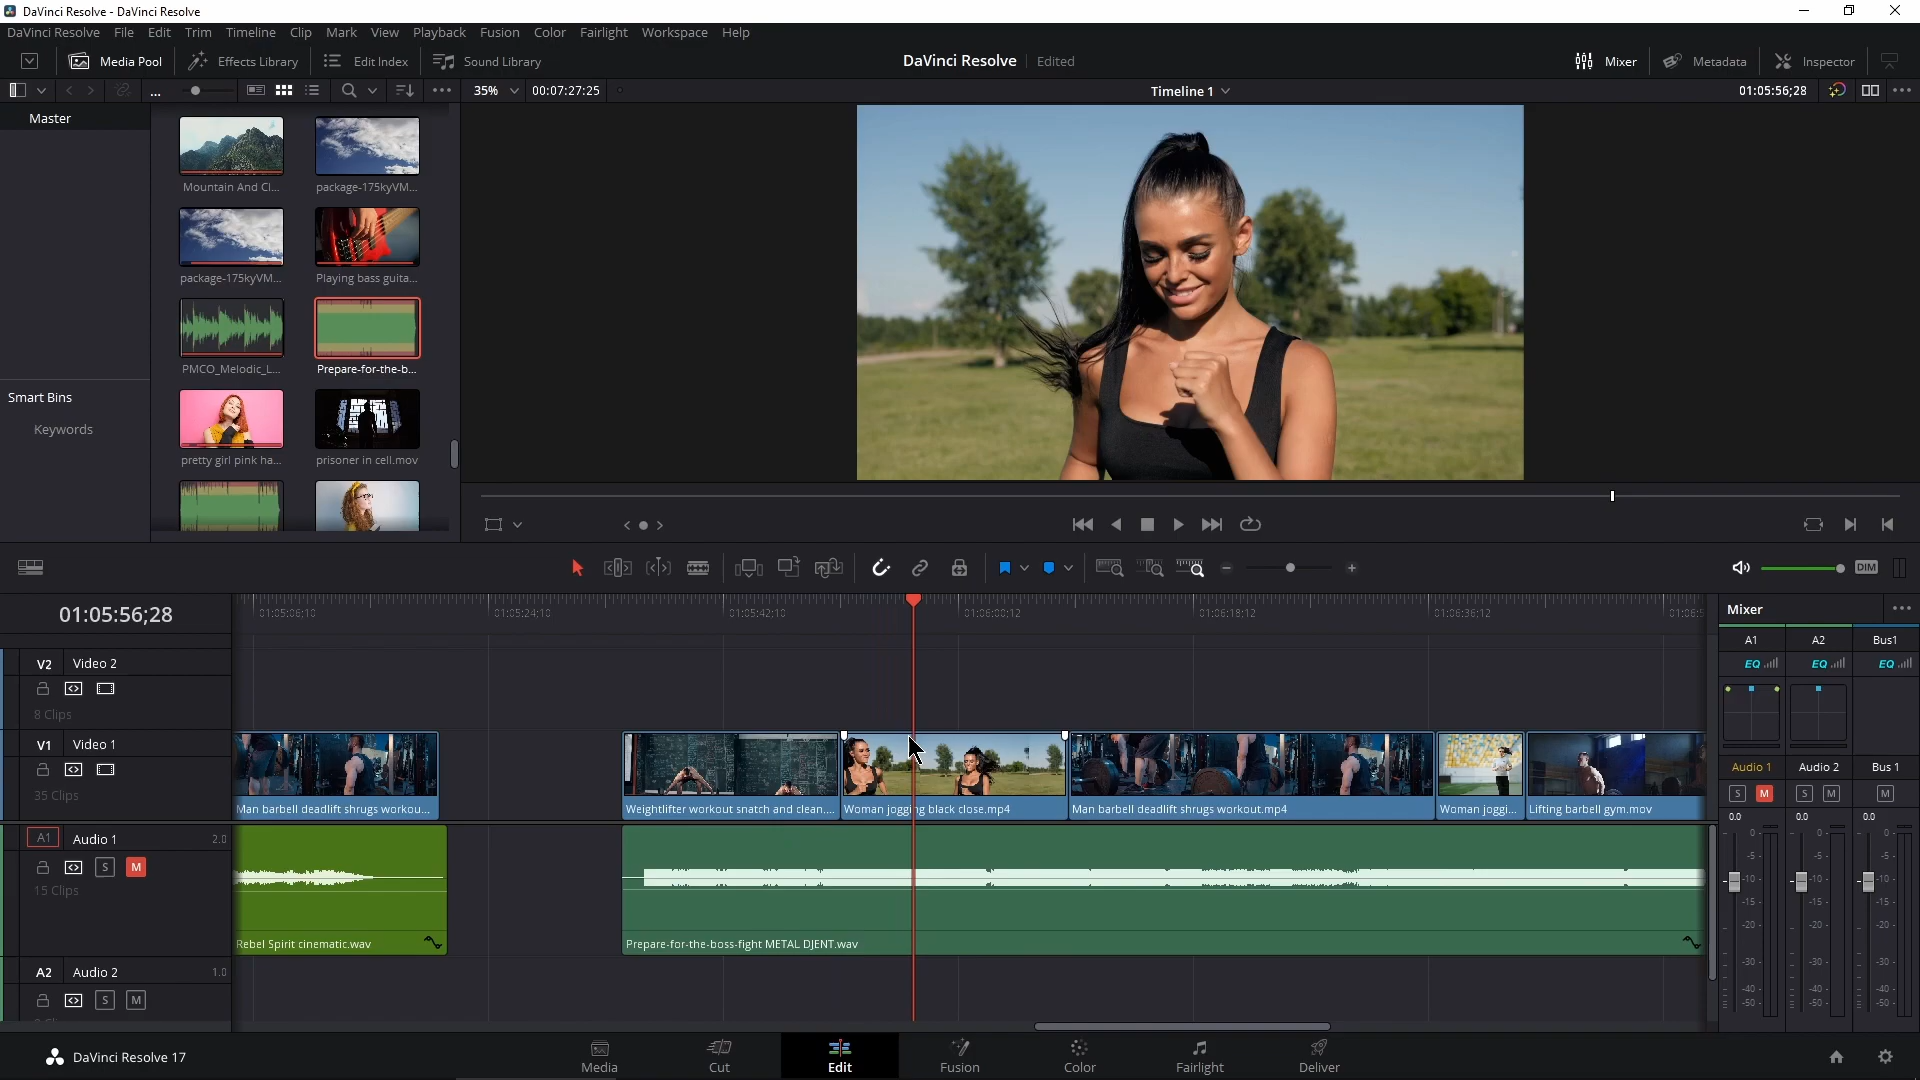 DaVinci Resolve - DaVinci Resolve
DaVinci Resolve File Edit Trim Timeline Clip Mark View Playback Fusion Color Fairlight Workspace Help
Media Pool Effects Library Edit Index Sound Library DaVinci Resolve Edited Mixer Metadata Inspector
... 35% 00:07:27:25 Timeline 1 01:05:56;28
Master
Mountain And Cl... package-175kyVM...
package-175kyVM... Playing bass guita...
PMCO_Melodic_L... Prepare-for-the-b...
Smart Bins
Keywords
pretty girl pink ha... prisoner in cell.mov
DIM
01:05:56;28
01:05:06;10 01:05:24;10 01:05:42;10 01:06:00;12 01:06:18;12 01:06:36;12
Mixer
A1 A2 Bus1
EQ EQ EQ
V2 Video 2
8 Clips
V1 Video 1
35 Clips
Man barbell deadlift shrugs workou... Weightlifter workout snatch and clean.... Woman jogging black close.mp4 Man barbell deadlift shrugs workout.mp4 Woman joggi... Lifting barbell gym.mov
Audio 1 Audio 2 Bus 1
S M S M M
0.0 0.0 0.0
A1 Audio 1 2.0
S M
15 Clips
Rebel Spirit cinematic.wav Prepare-for-the-boss-fight METAL DJENT.wav
0 -5 -10 -15 -20 -30 -40 -50
0 -5 -10 -15 -20 -30 -40 -50
0 -5 -10 -15 -20 -30 -40 -50
A2 Audio 2 1.0
S M
DaVinci Resolve 17 Media Cut Edit Fusion Color Fairlight Deliver